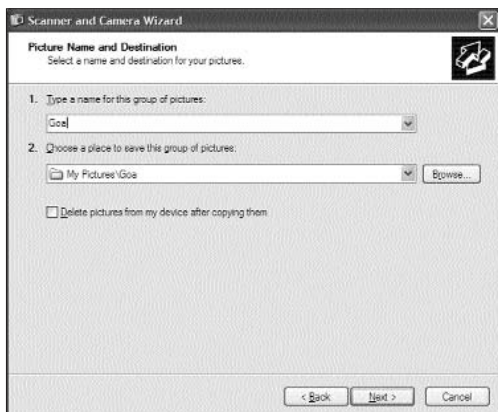 Scanner and Camera Wizard
Picture Name and Destination
Select a name and destination for your pictures.
1. Type a name for this group of pictures:
Goa
2. Choose a place to save this group of pictures:
My Pictures\Goa
Browse...
Delete pictures from my device after copying them
< Back
Next >
Cancel